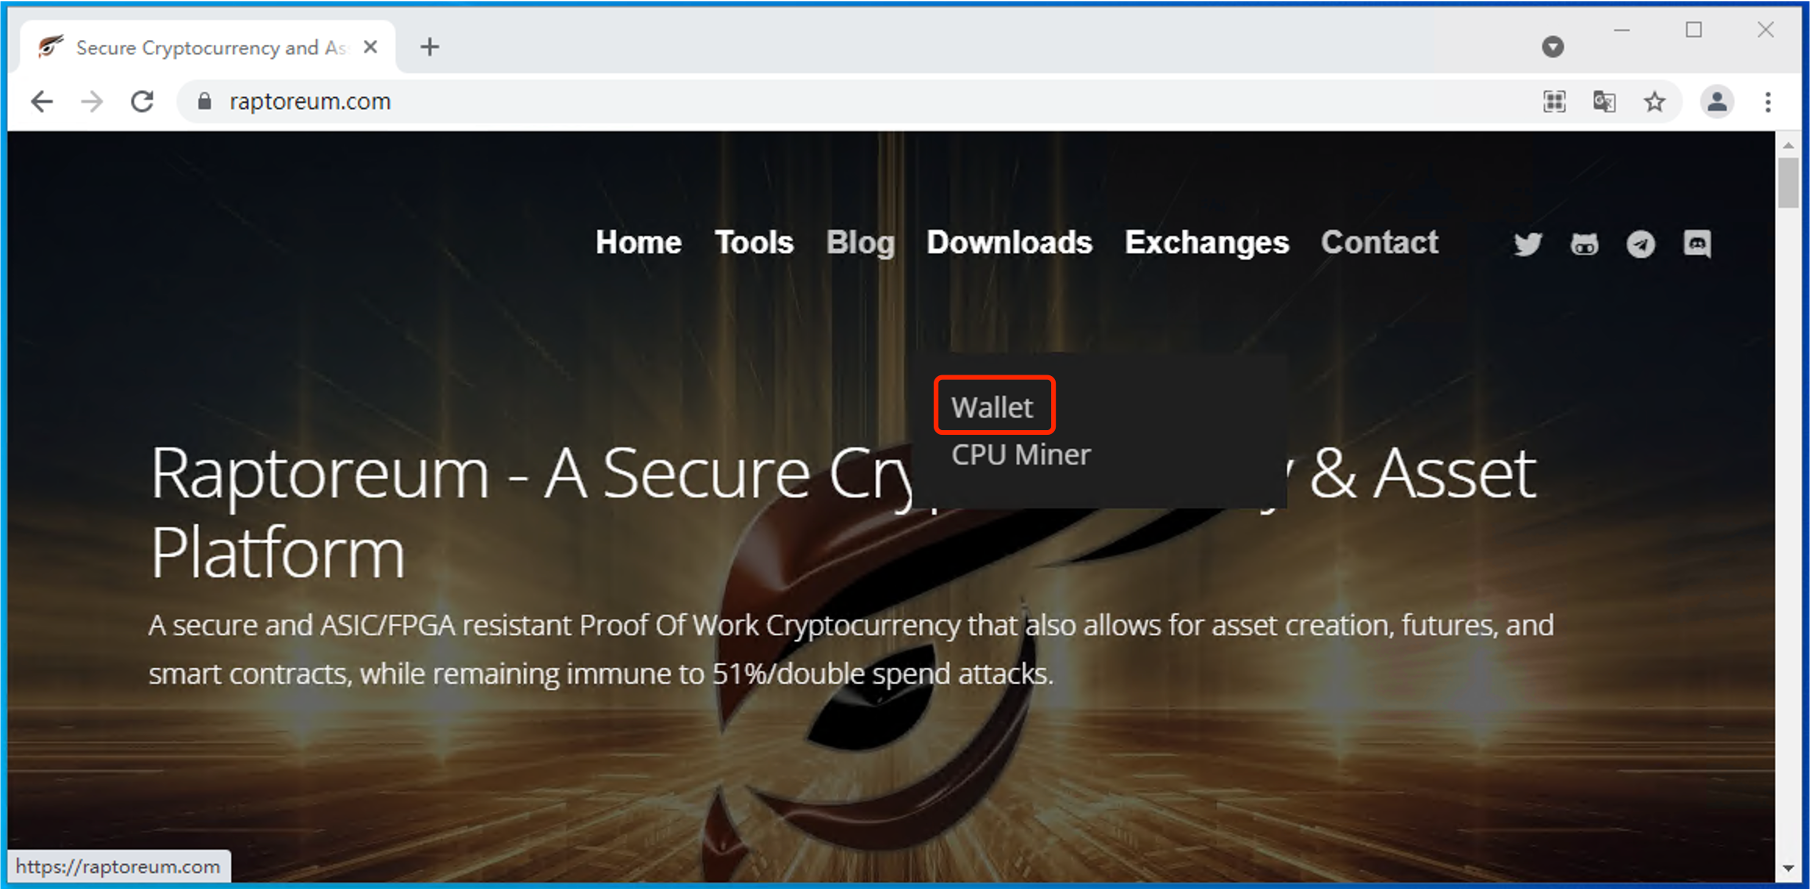 Secure Cryptocurrency and As
raptoreum.com
Home Tools Blog Downloads Exchanges Contact
Wallet
CPU Miner
Raptoreum - A Secure Cry y & Asset
Platform
A secure and ASIC/FPGA resistant Proof Of Work Cryptocurrency that also allows for asset creation, futures, and
smart contracts, while remaining immune to 51%/double spend attacks.
https://raptoreum.com